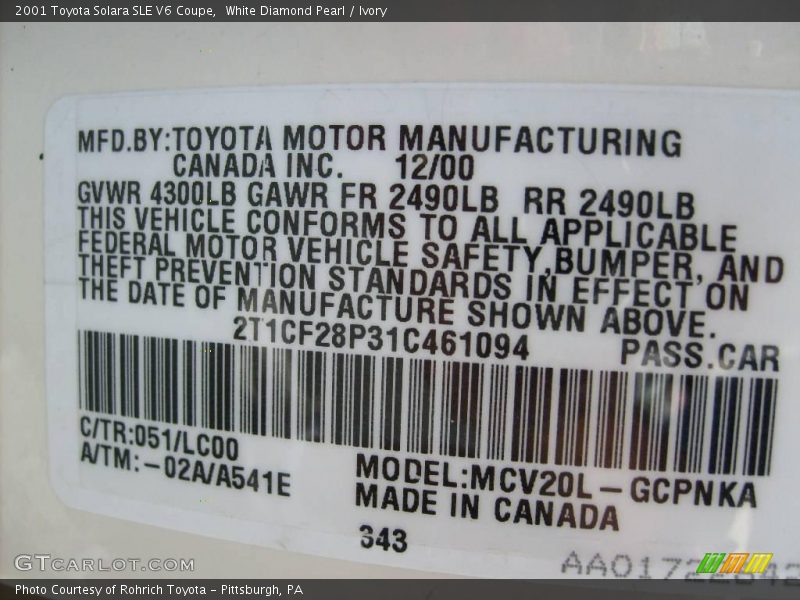 2001 Toyota Solara SLE V6 Coupe,  White Diamond Pearl / Ivory
MFD.BY:TOYOTA MOTOR MANUFACTURING
CANADA INC. 12/00
GVWR 4300LB GAWR FR 2490LB RR 2490LB
THIS VEHICLE CONFORMS TO ALL APPLICABLE
FEDERAL MOTOR VEHICLE SAFETY,BUMPER, AND
THEFT PREVENTION STANDARDS IN EFFECT ON
THE DATE OF MANUFACTURE SHOWN ABOVE.
2T1CF28P31C461094 PASS.CAR
C/TR:051/LC00
A/TM:-02A/A541E
MODEL:MCV20L-GCPNKA
MADE IN CANADA
343
GTCARLOT.COM
Photo Courtesy of Rohrich Toyota - Pittsburgh, PA